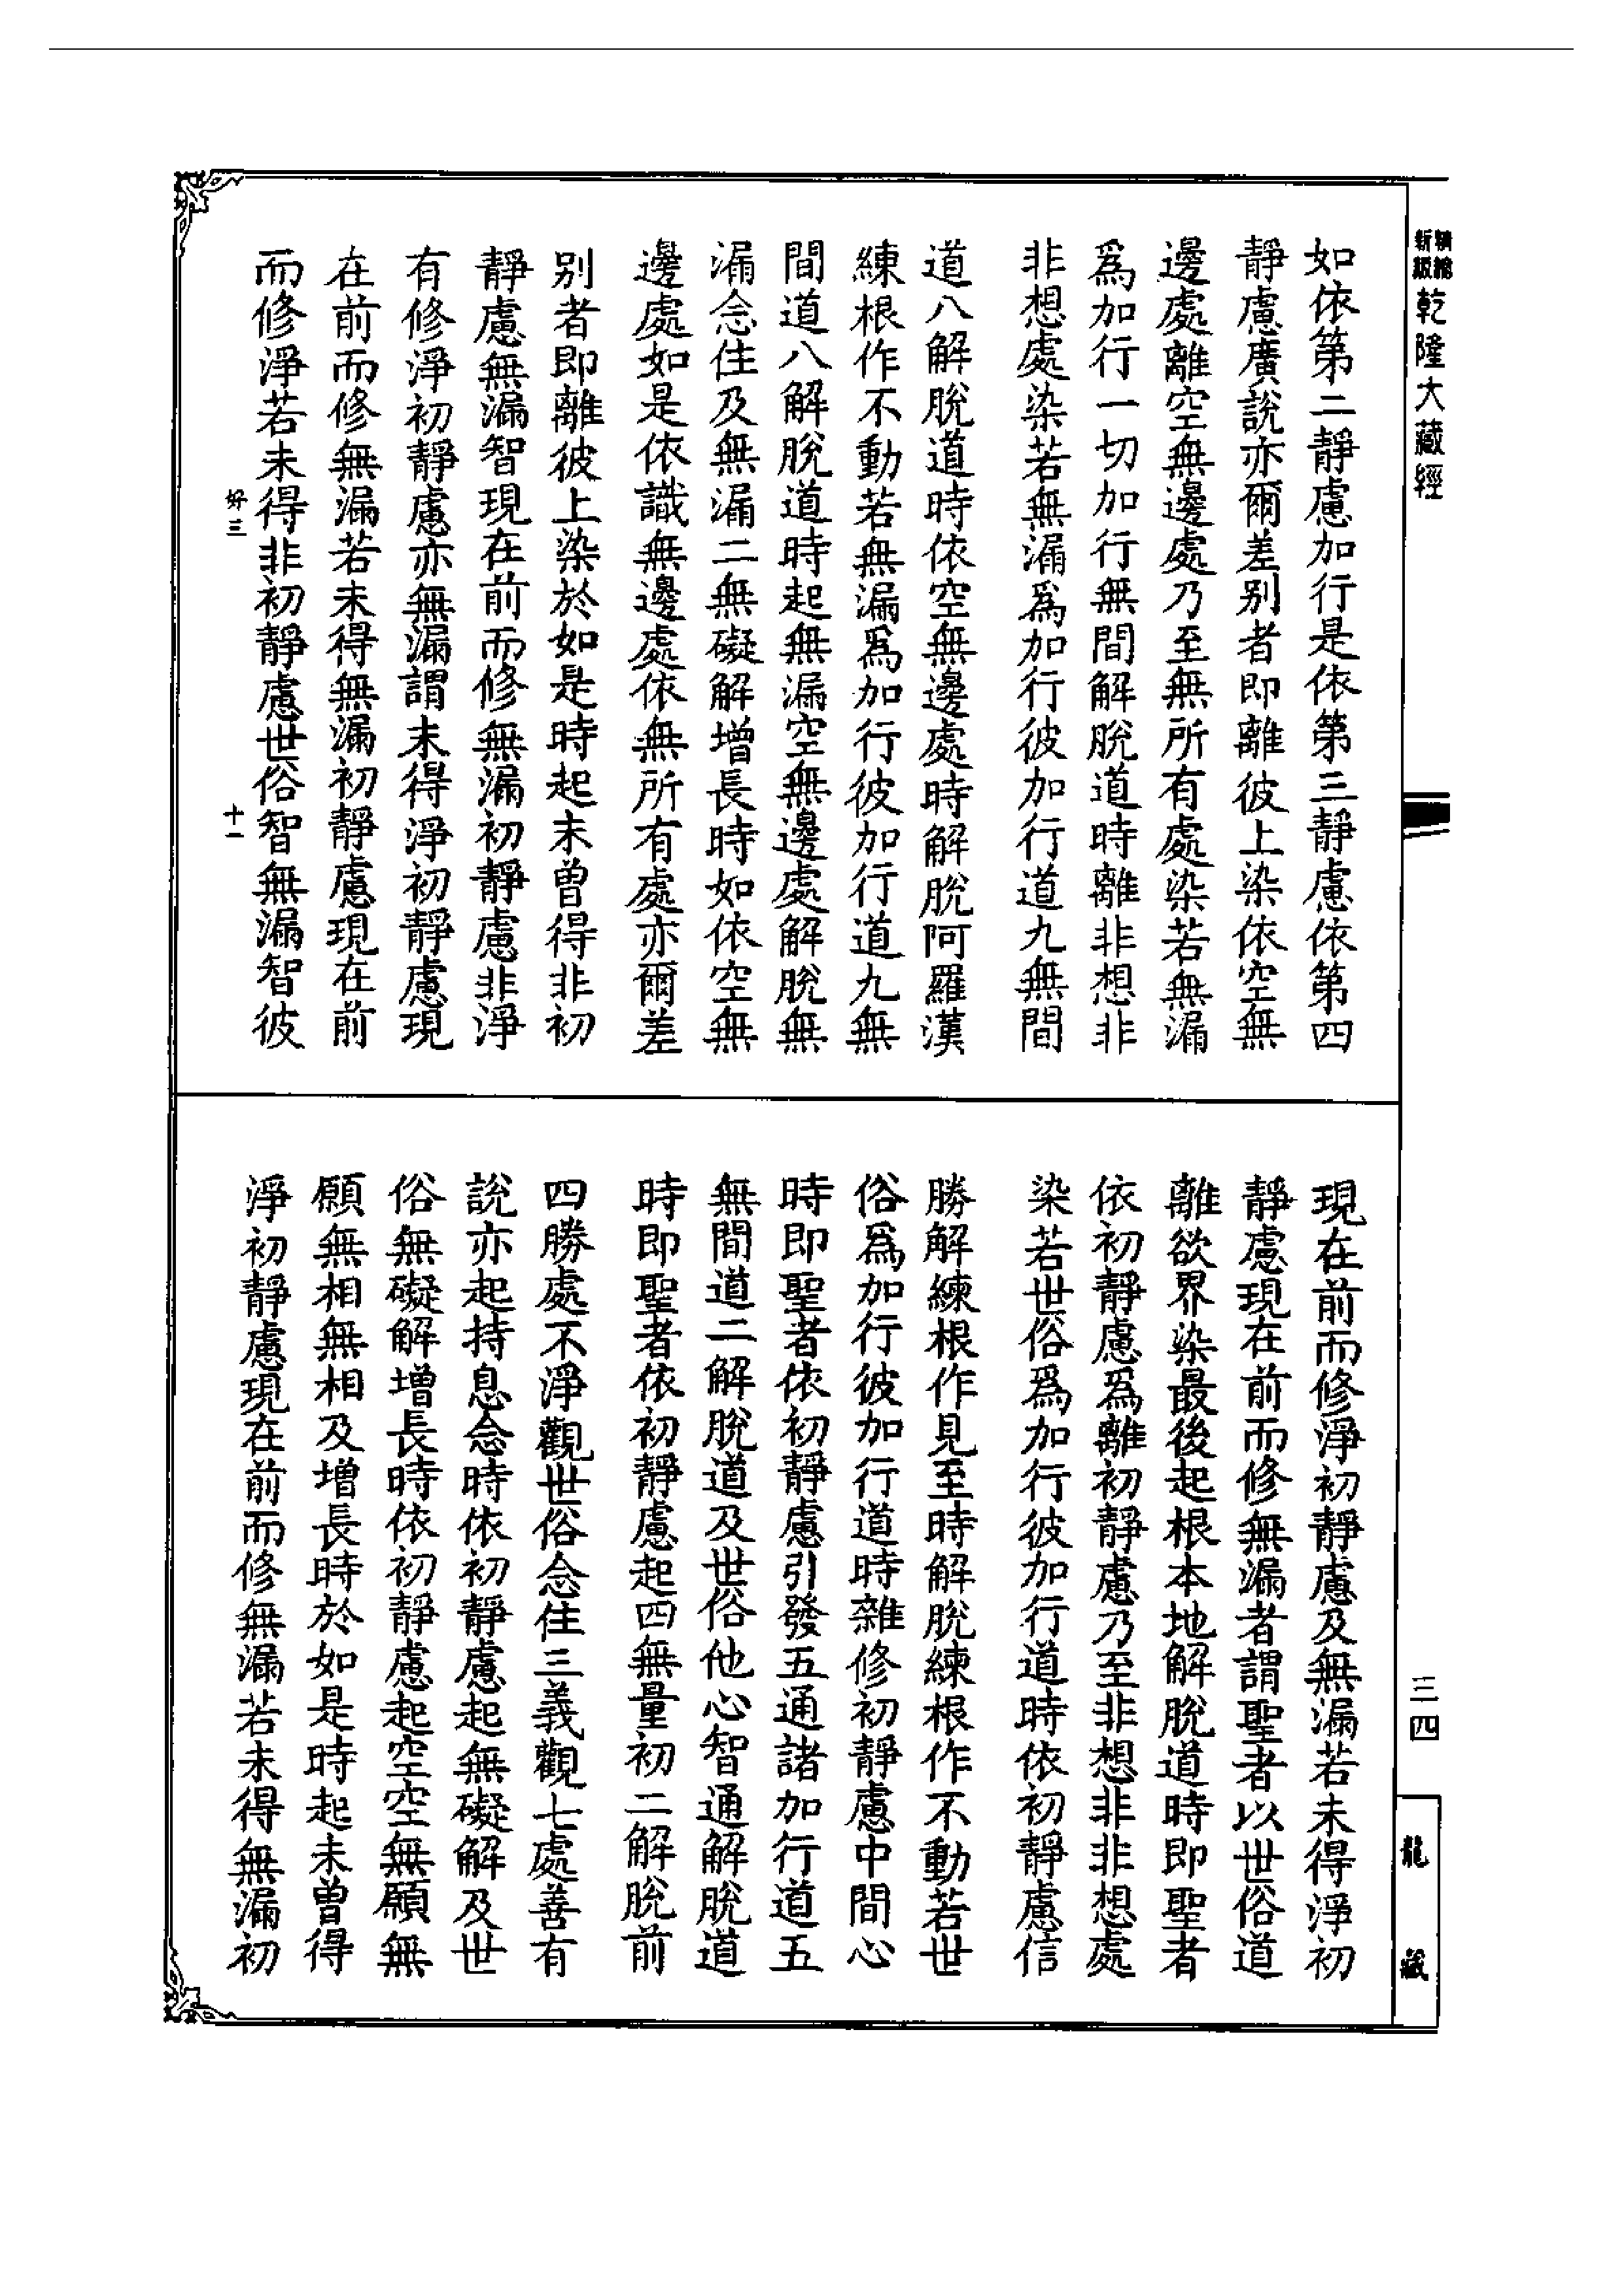 精繪
新級
乾隆大藏經
如依第二靜慮加行是依第三靜慮依第四
靜慮廣說亦爾差別者即離彼上染依空無
邊處離空無邊處乃至無所有處染若無漏
爲加行一切加行無間解脫道時離非想非
非想處染若無漏爲加行彼加行道九無間
道八解脫道時依空無邊處時解脫阿羅漢
練根作不動若無漏爲加行彼加行道九無
間道八解脫道時起無漏空無邊處解脫無
漏念住及無漏二無礙解增長時如依空無
邊處如是依識無邊處依無所有處亦爾差
別者即離彼上染於如是時起未曾得非初
靜慮無漏智現在前而修無漏初靜慮非淨
有修淨初靜慮亦無漏謂未得淨初靜慮現
在前而修無漏若未得無漏初靜慮現在前
而修淨若未得非初靜慮世俗智無漏智彼
好三
十一
現在前而修淨初靜慮及無漏若未得淨初
靜慮現在前而修無漏者謂聖者以世俗道
離欲界染最後起根本地解脫道時即聖者
依初靜慮爲離初靜慮乃至非想非非想處
染若世俗爲加行彼加行道時依初靜慮信
勝解練根作見至時解脫練根作不動若世
俗爲加行彼加行道時雜修初靜慮中間心
時即聖者依初靜慮引發五通諸加行道五
無間道二解脫道及世俗他心智通解脫道
時即聖者依初靜慮起四無量初二解脫前
四勝處不淨觀世俗念住三義觀七處善有
說亦起持息念時依初靜慮起無礙解及世
俗無礙解增長時依初靜慮起空空無願無
願無相無相及增長時於如是時起未曾得
淨初靜慮現在前而修無漏若未得無漏初
三四
龍藏